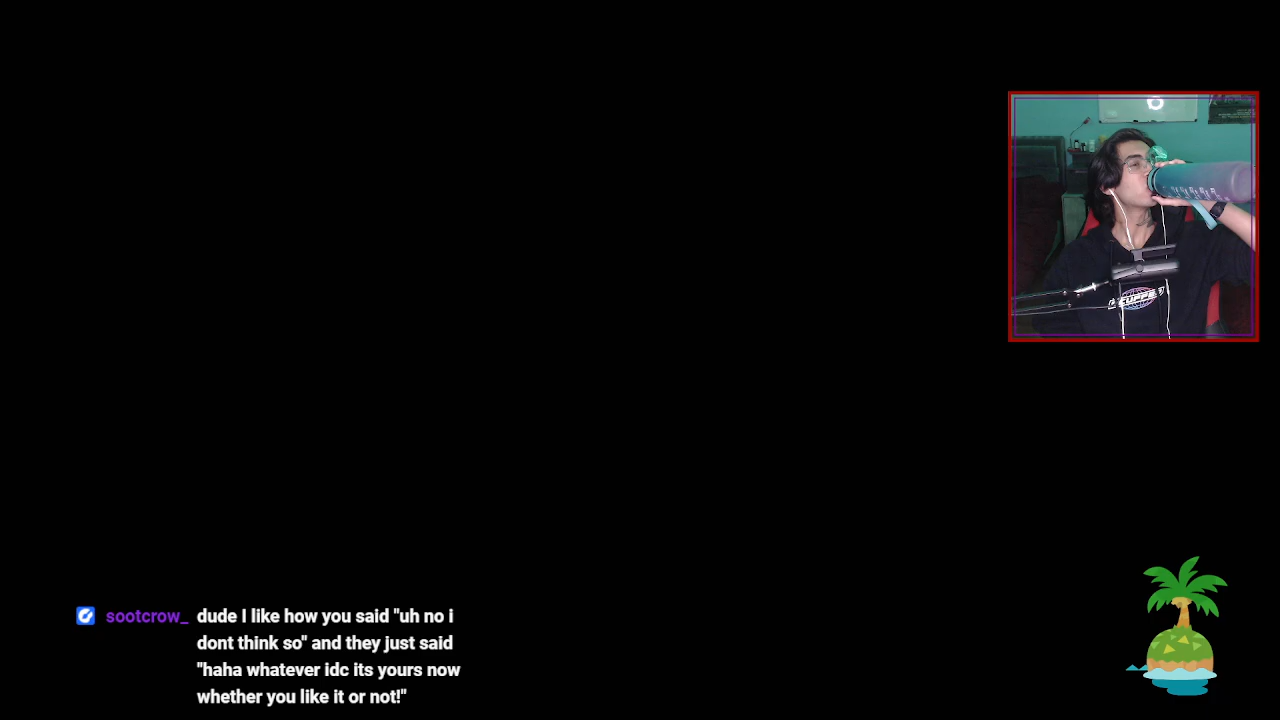 sootcrow_ dude I like how you said "uh no i
dont think so" and they just said
"haha whatever idc its yours now
whether you like it or not!"